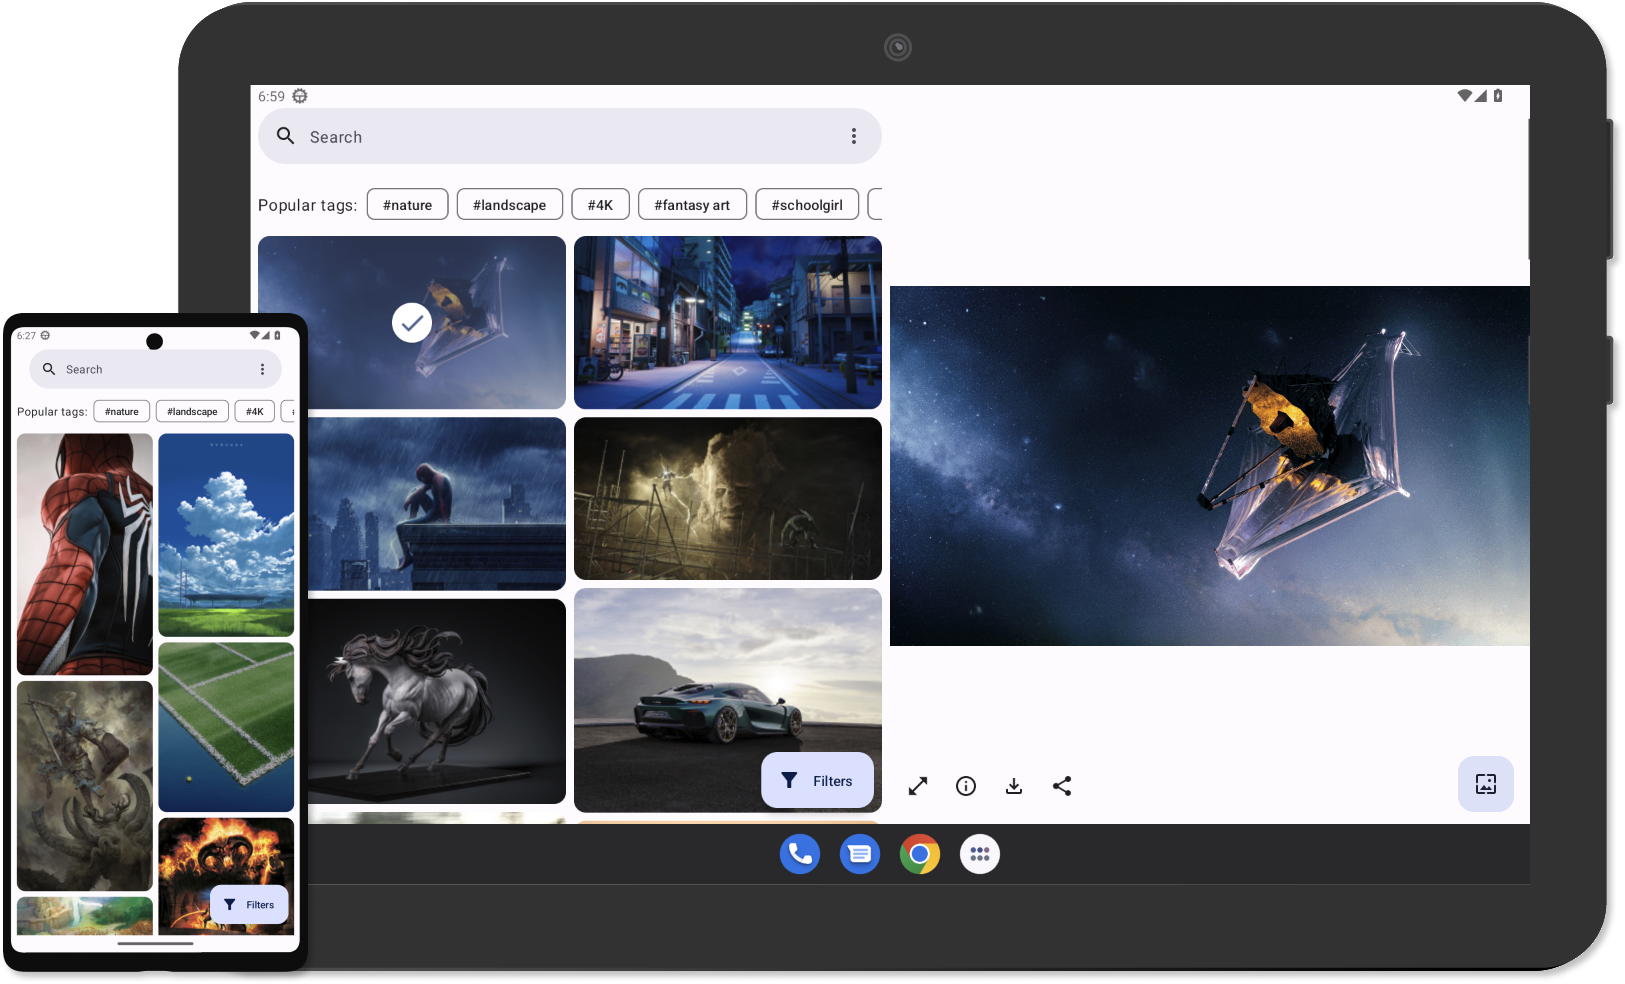 6:59
Search
Popular tags: #nature #landscape #4K #fantasy art #schoolgirl
Filters
6:27
Search
Popular tags: #nature #landscape #4K
Filters